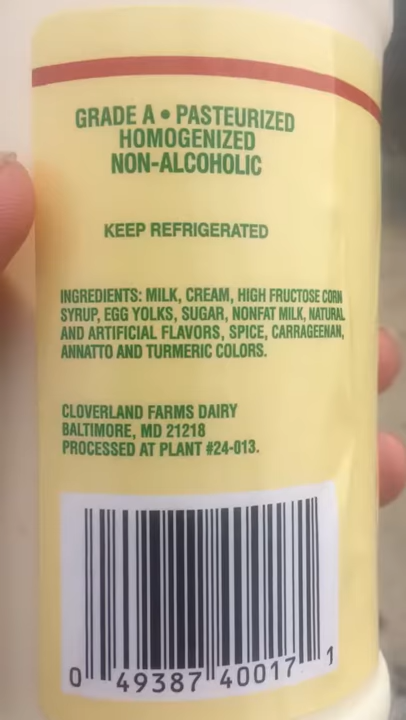 GRADE A • PASTEURIZED
HOMOGENIZED
NON-ALCOHOLIC
KEEP REFRIGERATED
INGREDIENTS: MILK, CREAM, HIGH FRUCTOSE CORN
SYRUP, EGG YOLKS, SUGAR, NONFAT MILK, NATURAL
AND ARTIFICIAL FLAVORS, SPICE, CARRAGEENAN,
ANNATTO AND TURMERIC COLORS.
CLOVERLAND FARMS DAIRY
BALTIMORE, MD 21218
PROCESSED AT PLANT #24-013.
0 49387 40017 1